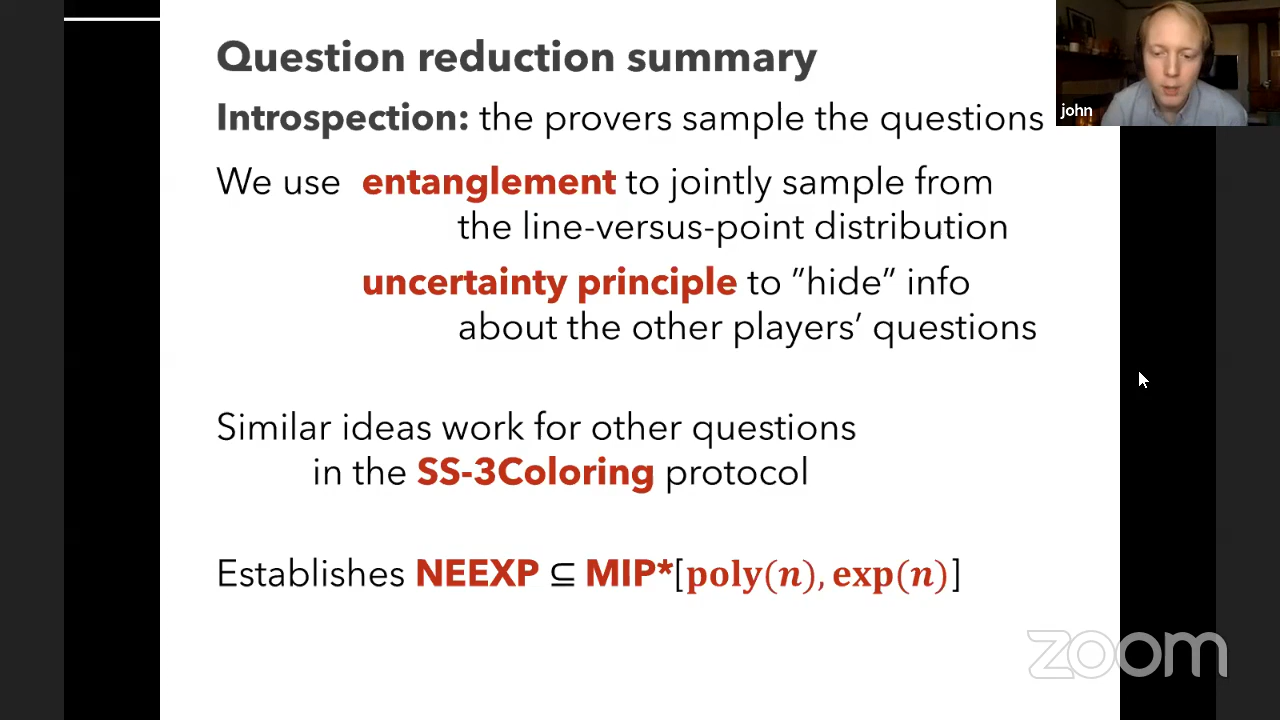 Question reduction summary
Introspection: the provers sample the questions
john
We use entanglement to jointly sample from
the line-versus-point distribution
uncertainty principle to ”hide” info
about the other players’ questions
Similar ideas work for other questions
in the SS-3Coloring protocol
Establishes NEEXP ⊆ MIP*[poly(n), exp(n)]
zoom